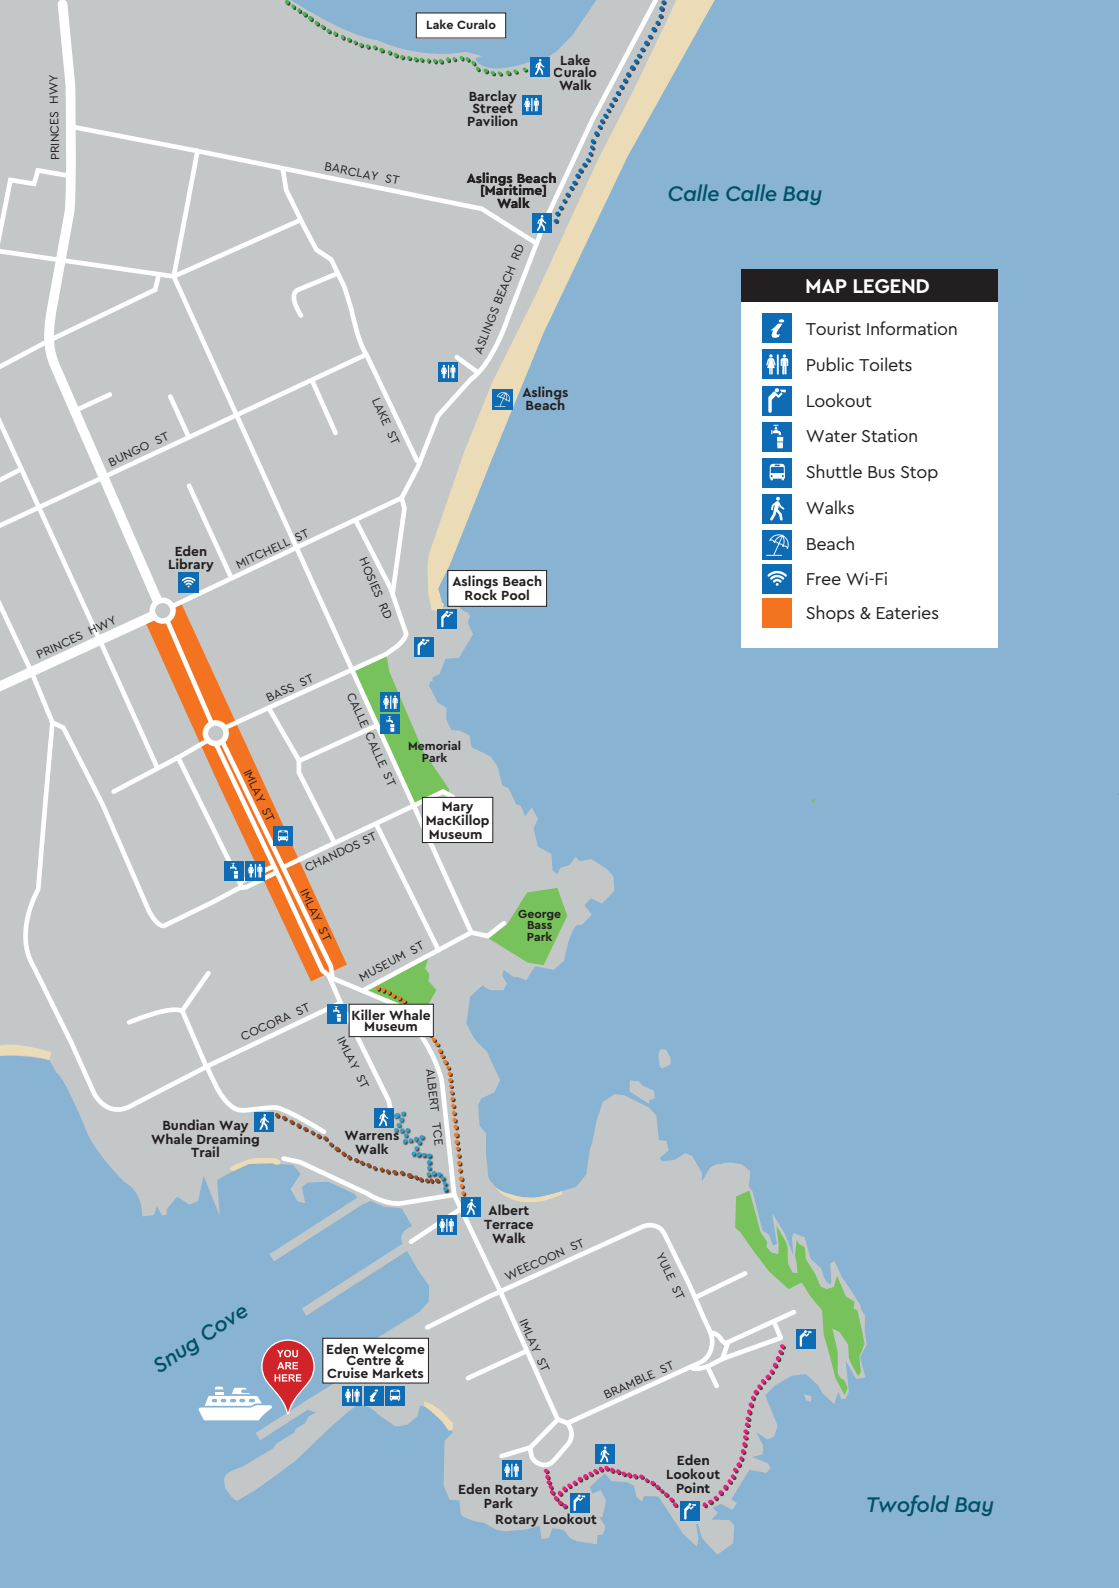 Lake Curalo
Lake
Curalo
Walk
PRINCES HWY
Barclay
Street
Pavilion
BARCLAY ST
Aslings Beach
[Maritime]
Walk
Calle Calle Bay
ASLINGS BEACH RD
MAP LEGEND
Tourist Information
Public Toilets
Lookout
Water Station
Shuttle Bus Stop
Walks
Beach
Free Wi-Fi
Shops & Eateries
Aslings
Beach
LAKE ST
BUNGO ST
MITCHELL ST
Eden
Library
HOSIES RD
Aslings Beach
Rock Pool
PRINCES HWY
BASS ST
CALLE CALLE ST
Memorial
Park
IMLAY ST
Mary
MacKillop
Museum
CHANDOS ST
IMLAY ST
George
Bass
Park
MUSEUM ST
COCORA ST
Killer Whale
Museum
IMLAY ST
ALBERT TCE
Bundian Way
Whale Dreaming
Trail
Warrens
Walk
Albert
Terrace
Walk
WEECOON ST
YULE ST
Snug Cove
IMLAY ST
YOU
ARE
HERE
Eden Welcome
Centre &
Cruise Markets
BRAMBLE ST
Eden
Lookout
Point
Eden Rotary
Park
Rotary Lookout
Twofold Bay